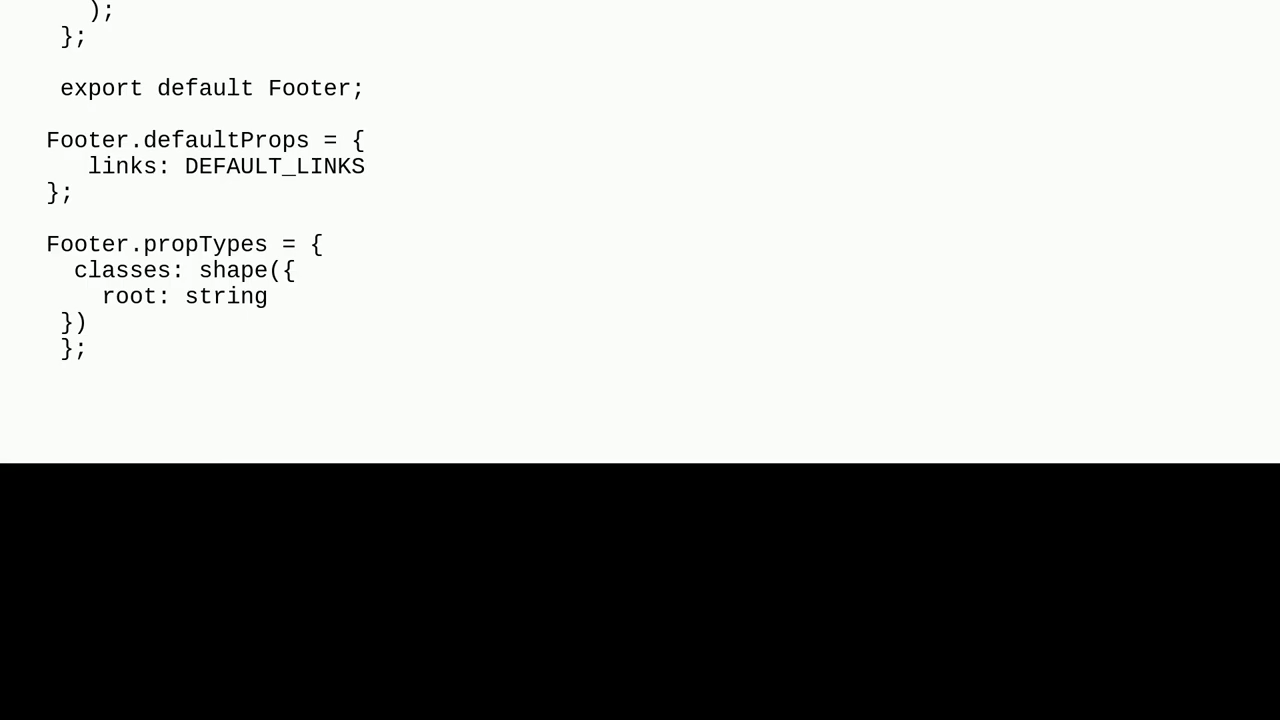 );
};
export default Footer;
Footer.defaultProps = {
links: DEFAULT_LINKS
};
Footer.propTypes = {
classes: shape({
root: string
})
};